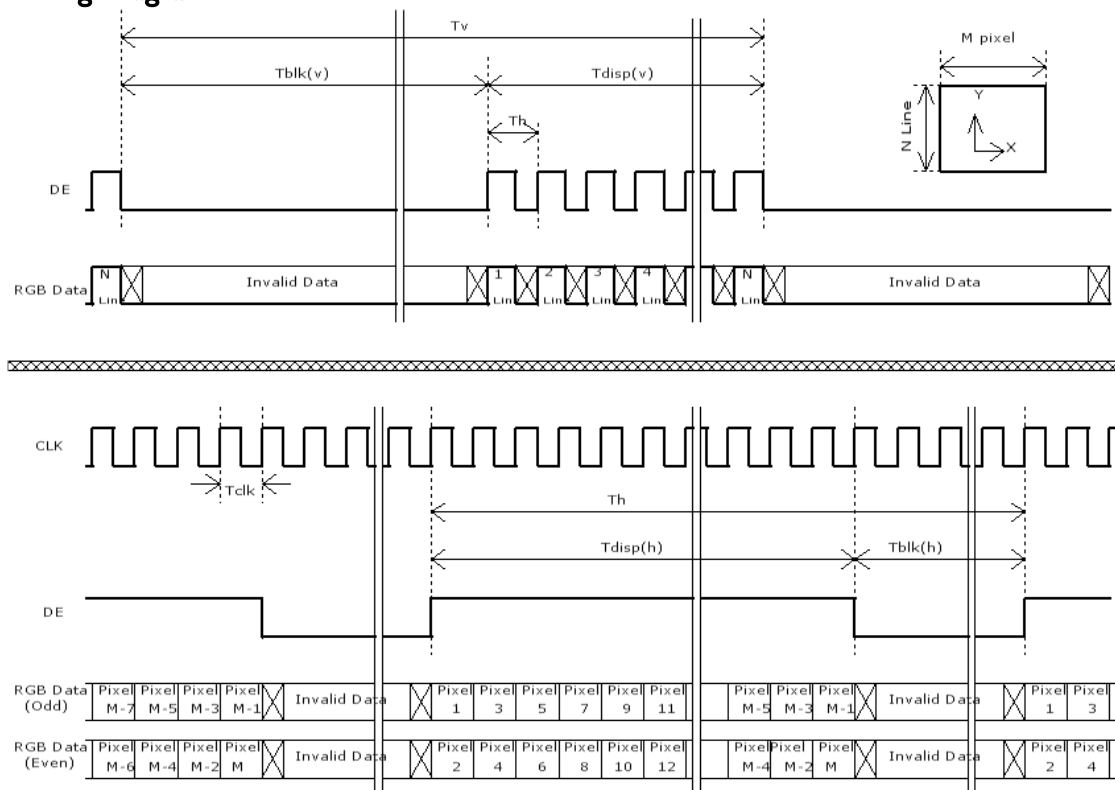 Tv
M pixel
Tblk(v)
Tdisp(v)
N Line
Y
X
Th
DE
RGB Data
N
Lin
Invalid Data
1
Lin
2
Lin
3
Lin
4
Lin
N
Lin
Invalid Data
CLK
Tclk
Th
Tdisp(h)
Tblk(h)
DE
RGB Data
(Odd)
Pixel Pixel Pixel Pixel
M-7 M-5 M-3 M-1
Invalid Data
Pixel Pixel Pixel Pixel Pixel Pixel
1 3 5 7 9 11
Pixel Pixel Pixel
M-5 M-3 M-1
Invalid Data
Pixel Pixel
1 3
RGB Data
(Even)
Pixel Pixel Pixel Pixel
M-6 M-4 M-2 M
Invalid Data
Pixel Pixel Pixel Pixel Pixel Pixel
2 4 6 8 10 12
Pixel Pixel Pixel
M-4 M-2 M
Invalid Data
Pixel Pixel
2 4